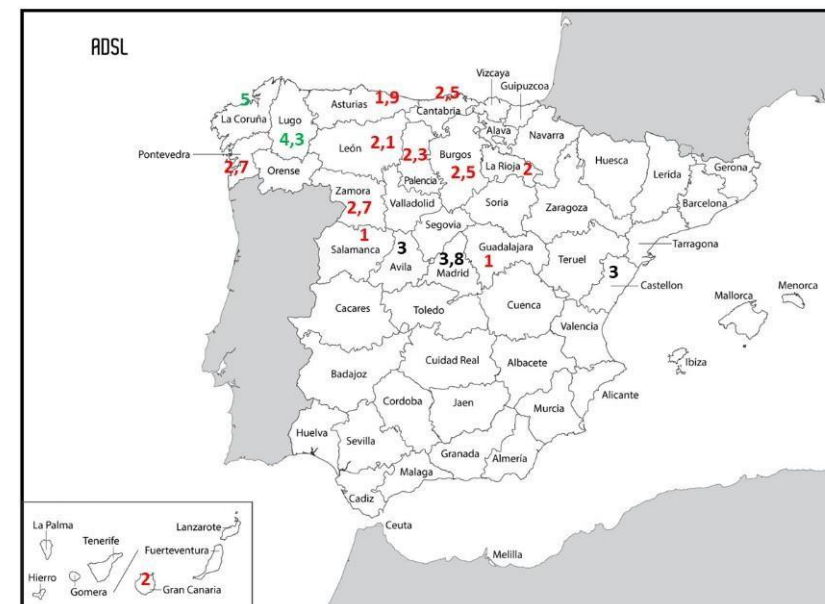 ADSL
Vizcaya
Guipuzcoa
5
1,9
2,5
Asturias
Cantabria
La Coruña
Lugo
Alava
Navarra
4,3
León
2,1
2,3
Burgos
2,5
La Rioja
2
Huesca
Lerida
Gerona
Pontevedra
2,7
Orense
Palencia
Zamora
2,7
Valladolid
Soria
Zaragoza
Barcelona
Segovia
1
Salamanca
3
Avila
3,8
Madrid
Guadalajara
1
Teruel
3
Tarragona
Castellon
Menorca
Mallorca
Cacares
Toledo
Cuenca
Valencia
Ibiza
Badajoz
Cuidad Real
Albacete
Alicante
Cordoba
Jaen
Murcia
Huelva
Sevilla
Granada
Almería
Malaga
Cadiz
Ceuta
Melilla
La Palma
Tenerife
Lanzarote
Fuerteventura
Hierro
Gomera
2
Gran Canaria